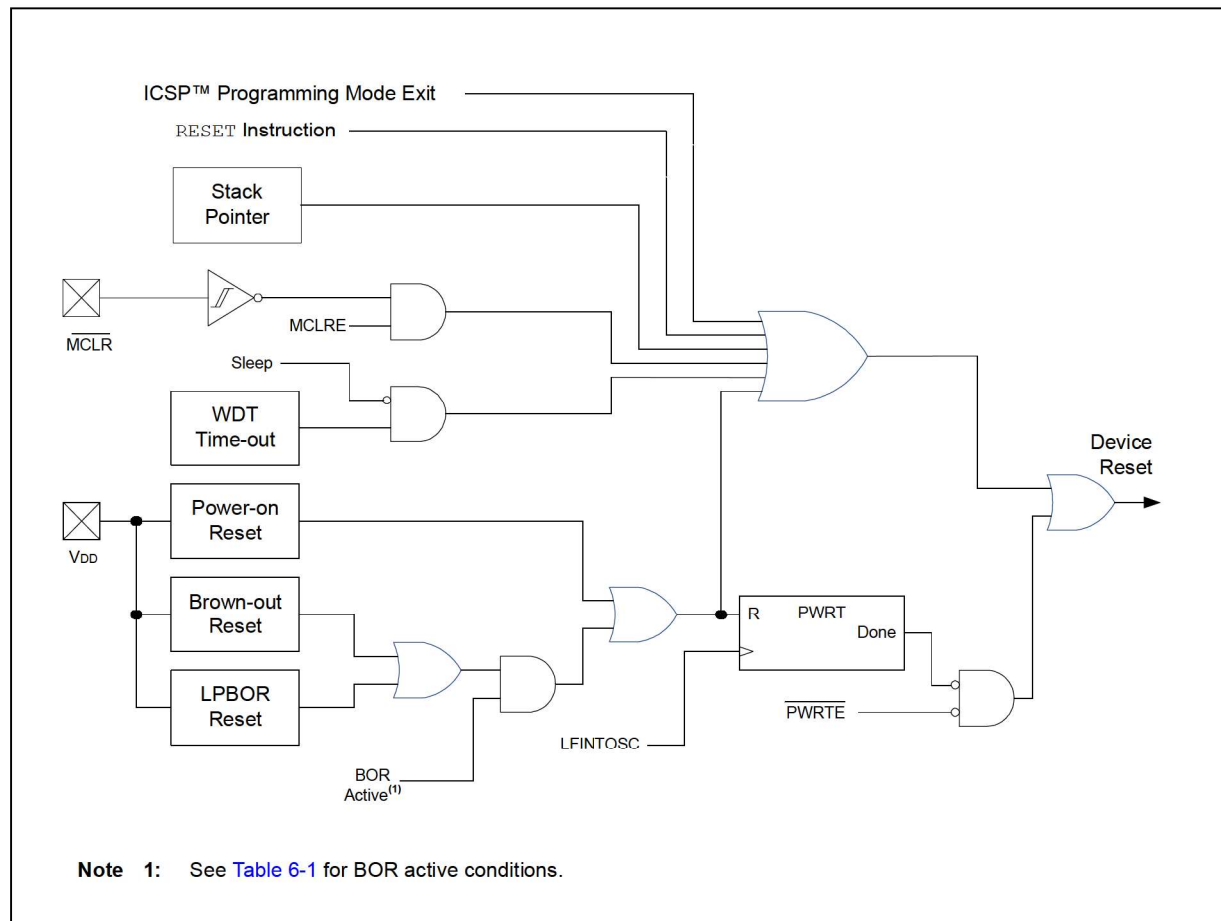 ICSP™ Programming Mode Exit
RESET Instruction
Stack
Pointer
MCLR
MCLRE
Sleep
WDT
Time-out
Device
Reset
Power-on
Reset
VDD
Brown-out
Reset
R PWRT
Done
LPBOR
Reset
PWRTE
LFINTOSC
BOR
Active(1)
Note 1: See Table 6-1 for BOR active conditions.